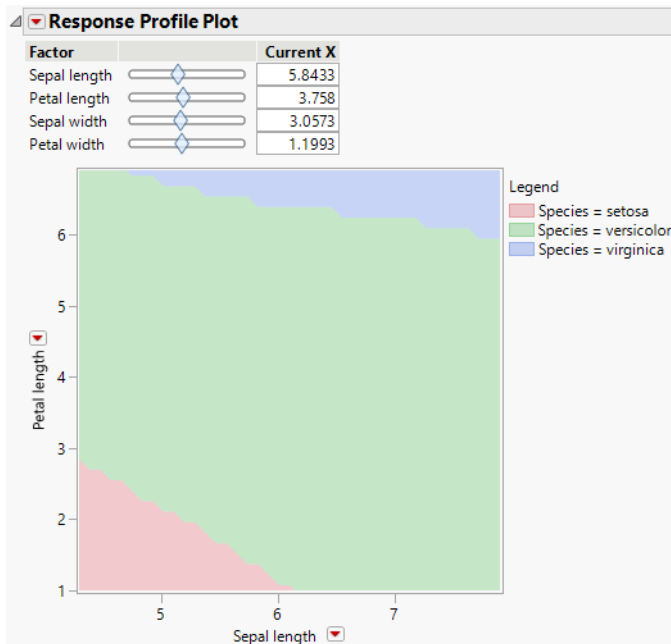 Response Profile Plot
Factor Current X
Sepal length 5.8433
Petal length 3.758
Sepal width 3.0573
Petal width 1.1993
Legend
Species = setosa
Species = versicolor
Species = virginica
6
5
4
3
2
1
Petal length
5 6 7
Sepal length